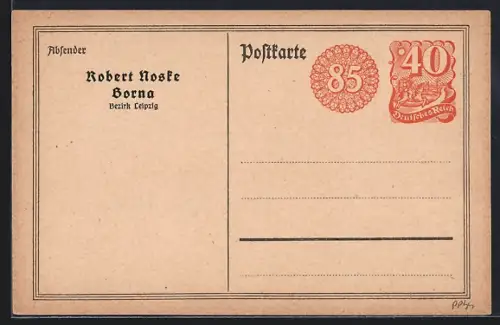 Absender
Robert Noske
Borna
Bezirk Leipzig
Postkarte
85
40
Deutsches Reich